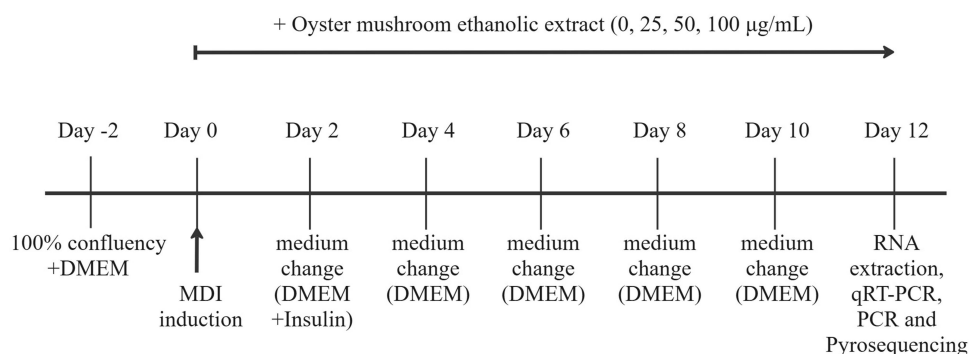 + Oyster mushroom ethanolic extract (0, 25, 50, 100 μg/mL)
Day -2
Day 0
Day 2
Day 4
Day 6
Day 8
Day 10
Day 12
100% confluency
+DMEM
MDI
induction
medium
change
(DMEM
+Insulin)
medium
change
(DMEM)
medium
change
(DMEM)
medium
change
(DMEM)
medium
change
(DMEM)
RNA
extraction,
qRT-PCR,
PCR and
Pyrosequencing